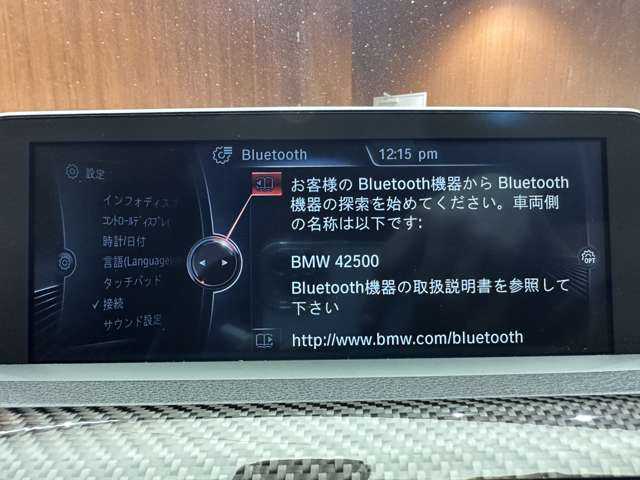 Bluetooth
12:15 pm
設定
インフォディスプ
コントロールディスプレイ
時計/日付
言語(Language)
タッチパッド
✓接続
サウンド設定
お客様の Bluetooth機器から Bluetooth
機器の探索を始めてください。車両側
の名称は以下です:
BMW 42500
Bluetooth機器の取扱説明書を参照して
下さい
http://www.bmw.com/bluetooth
OPT